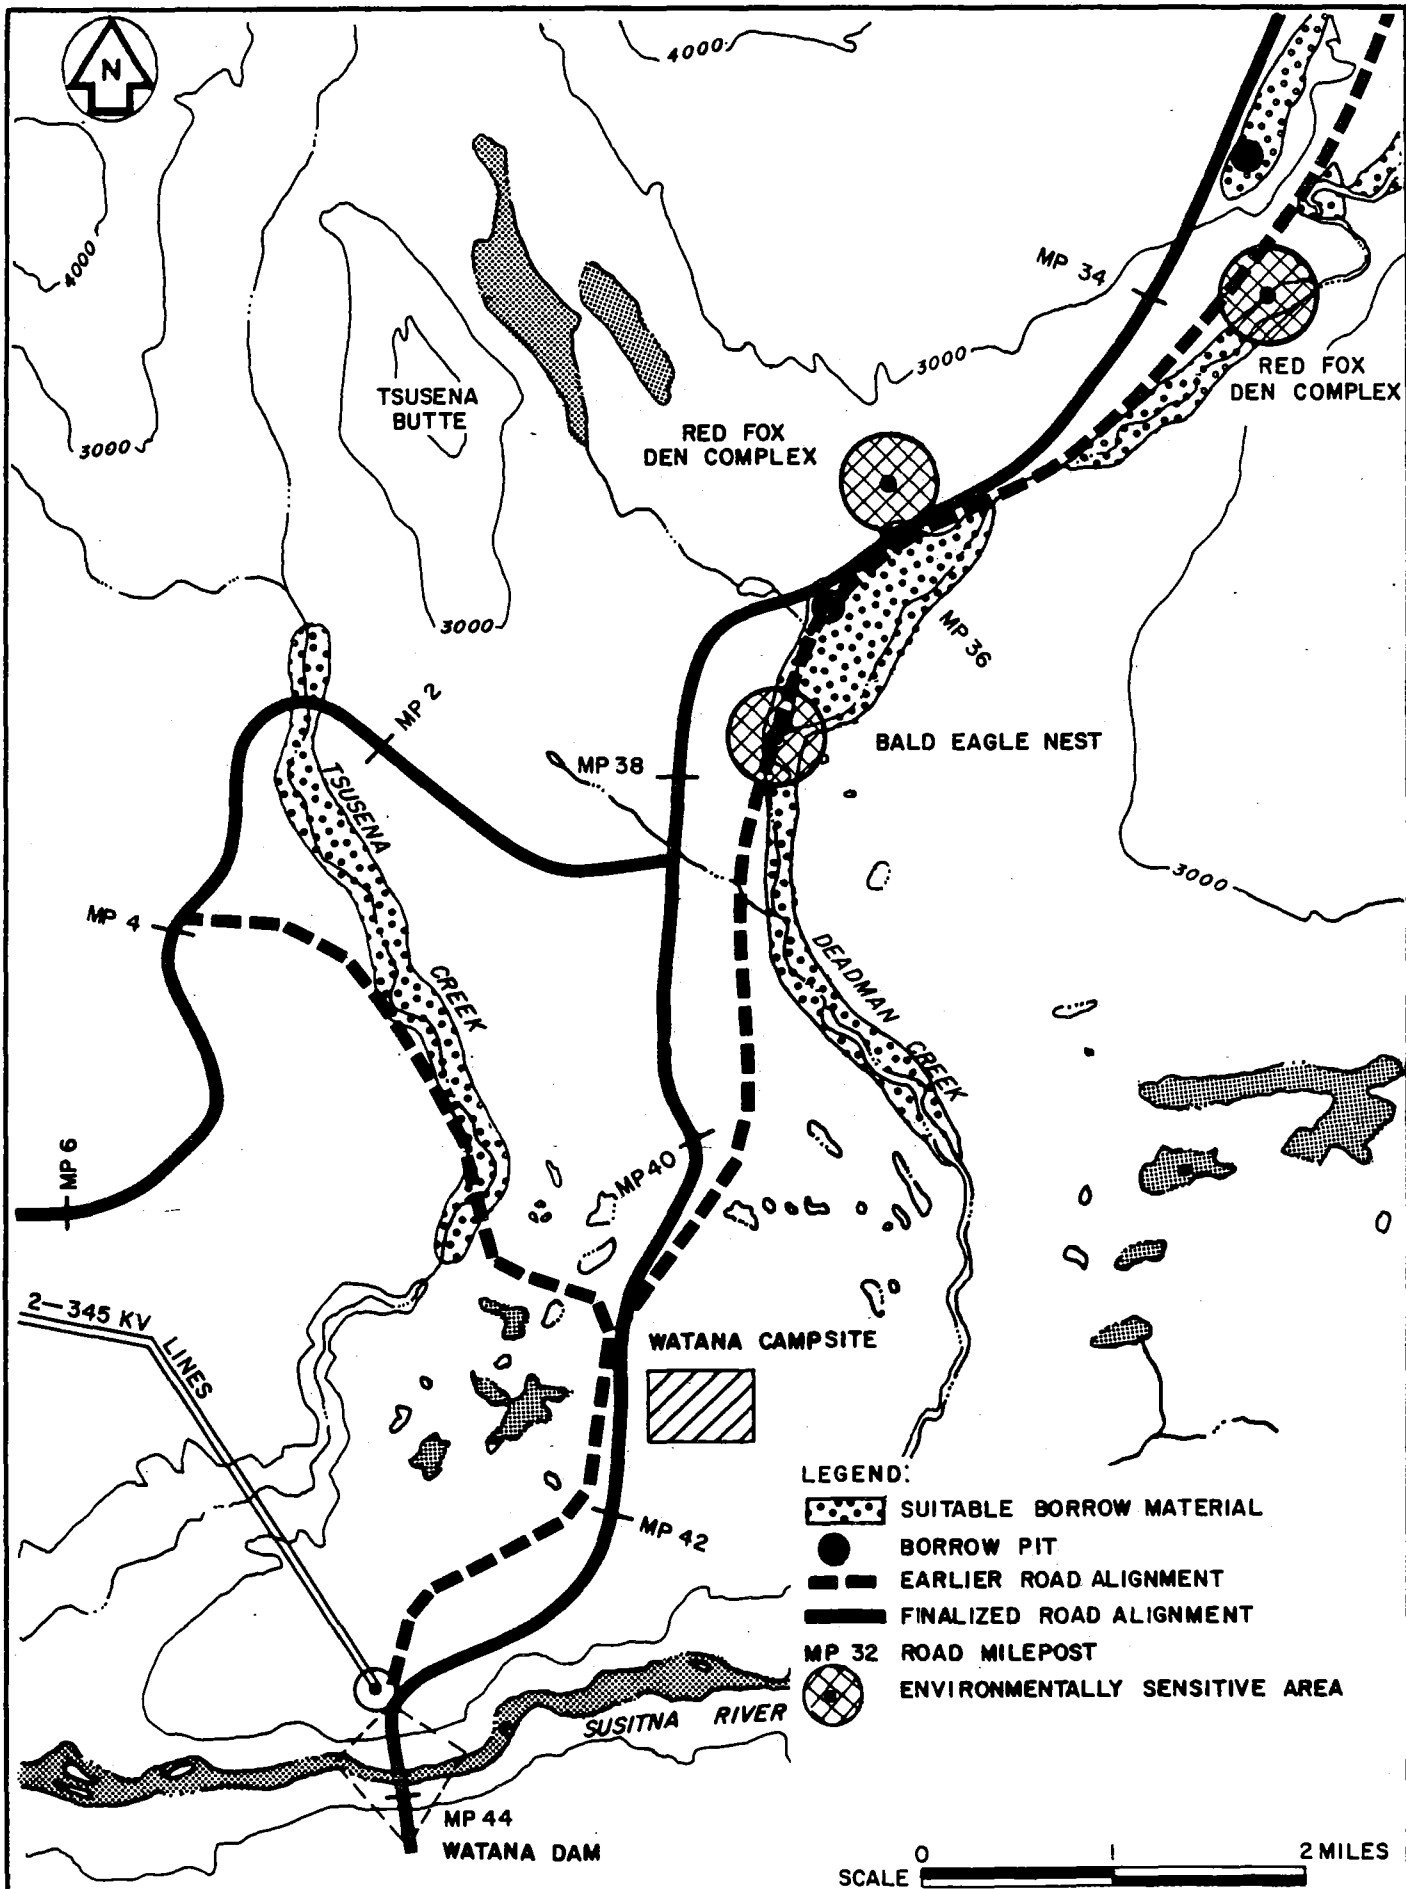 N
4000
4000
MP 34
3000
RED FOX
DEN COMPLEX
TSUSENA
BUTTE
RED FOX
DEN COMPLEX
3000
3000
MP 36
MP 2
BALD EAGLE NEST
MP 38
TSUSENA
CREEK
3000
MP 4
DEADMAN
CREEK
MP 6
MP 40
2-345 KV
LINES
WATANA CAMPSITE
MP 42
LEGEND:
SUITABLE BORROW MATERIAL
BORROW PIT
EARLIER ROAD ALIGNMENT
FINALIZED ROAD ALIGNMENT
MP 32 ROAD MILEPOST
ENVIRONMENTALLY SENSITIVE AREA
SUSITNA RIVER
MP 44
WATANA DAM
0 1 2 MILES
SCALE